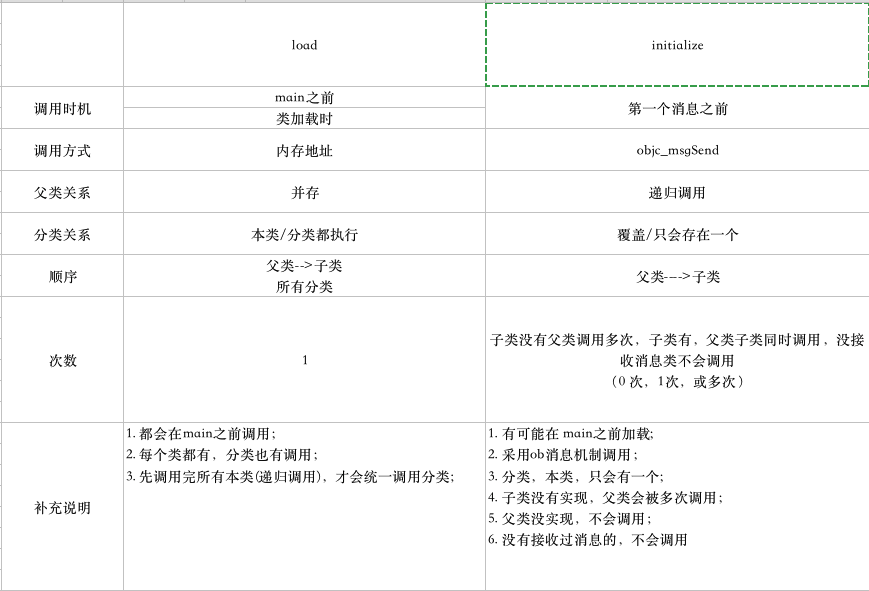 load
initialize
调用时机
main之前
类加载时
第一个消息之前
调用方式
内存地址
objc_msgSend
父类关系
并存
递归调用
分类关系
本类/分类都执行
覆盖/只会存在一个
顺序
父类-->子类
所有分类
父类---->子类
次数
1
子类没有父类调用多次，子类有，父类子类同时调用，没接
收消息类不会调用
（0 次，1次，或多次）
补充说明
1. 都会在main之前调用；
2. 每个类都有，分类也有调用；
3. 先调用完所有本类(递归调用)，才会统一调用分类；
1. 有可能在 main之前加载;
2. 采用ob消息机制调用；
3. 分类，本类，只会有一个；
4. 子类没有实现，父类会被多次调用；
5. 父类没实现，不会调用；
6. 没有接收过消息的，不会调用